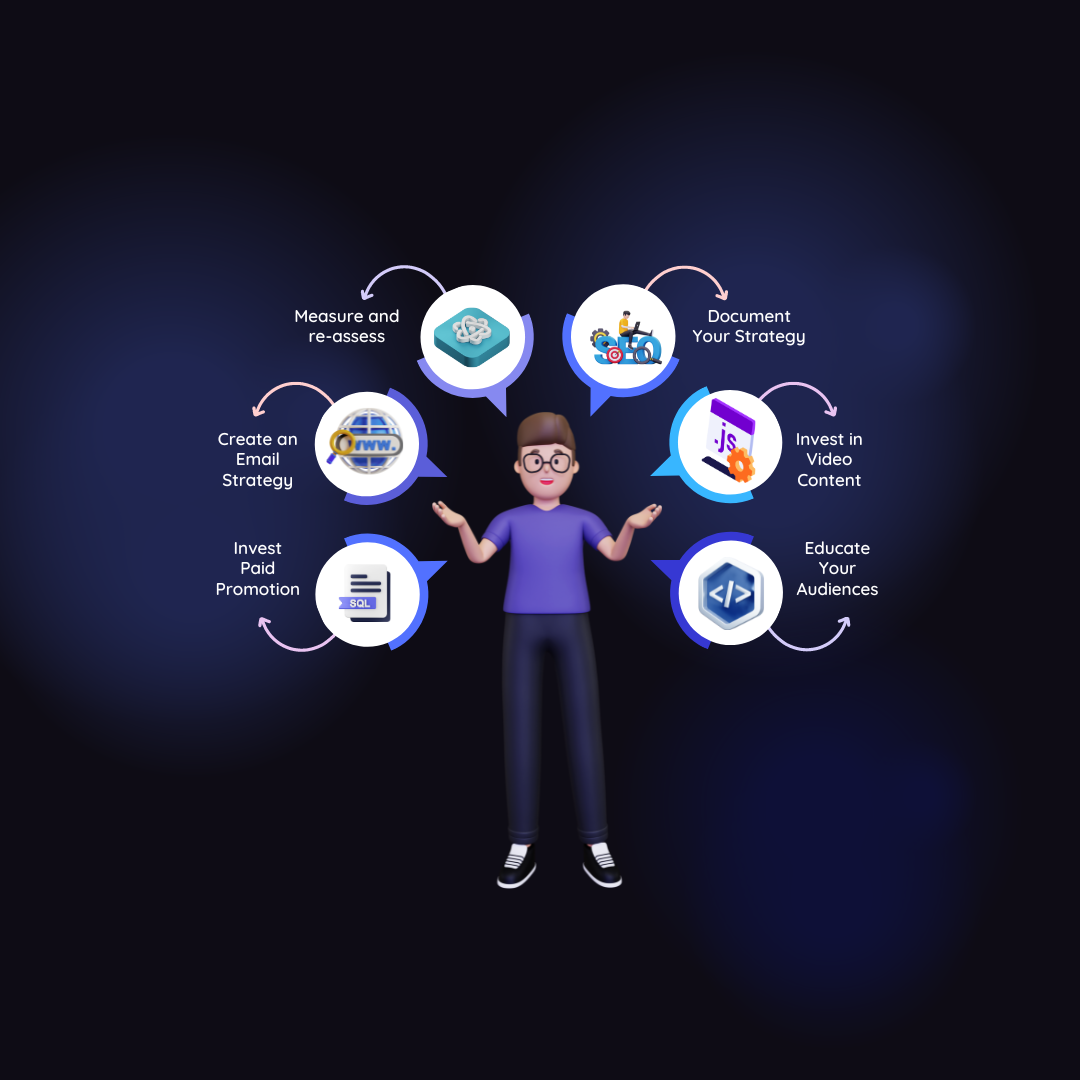 Measure and
re-assess
Document
Your Strategy
SEO
Create an
Email
Strategy
www.
.js
Invest in
Video
Content
Invest
Paid
Promotion
SQL
</>
Educate
Your
Audiences